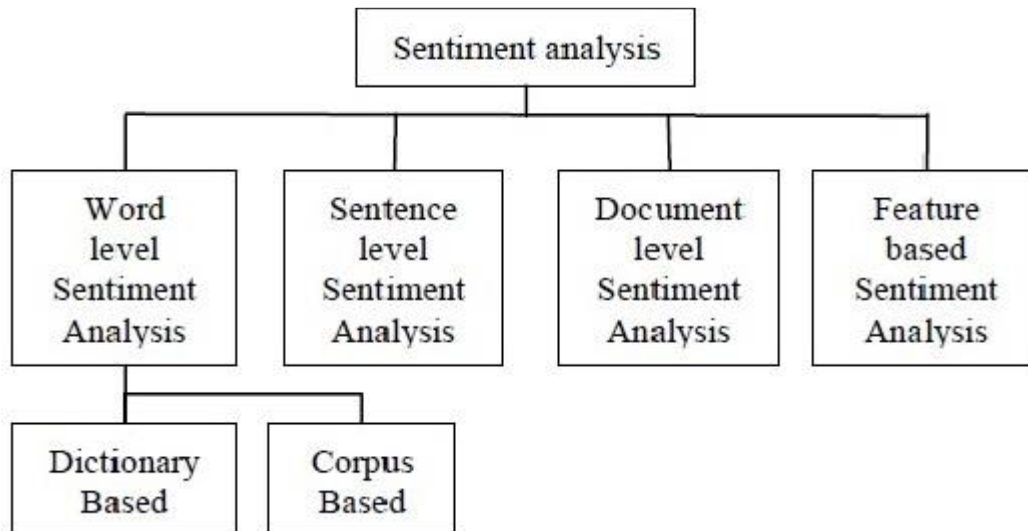 Sentiment analysis
Word
level
Sentiment
Analysis
Sentence
level
Sentiment
Analysis
Document
level
Sentiment
Analysis
Feature
based
Sentiment
Analysis
Dictionary
Based
Corpus
Based